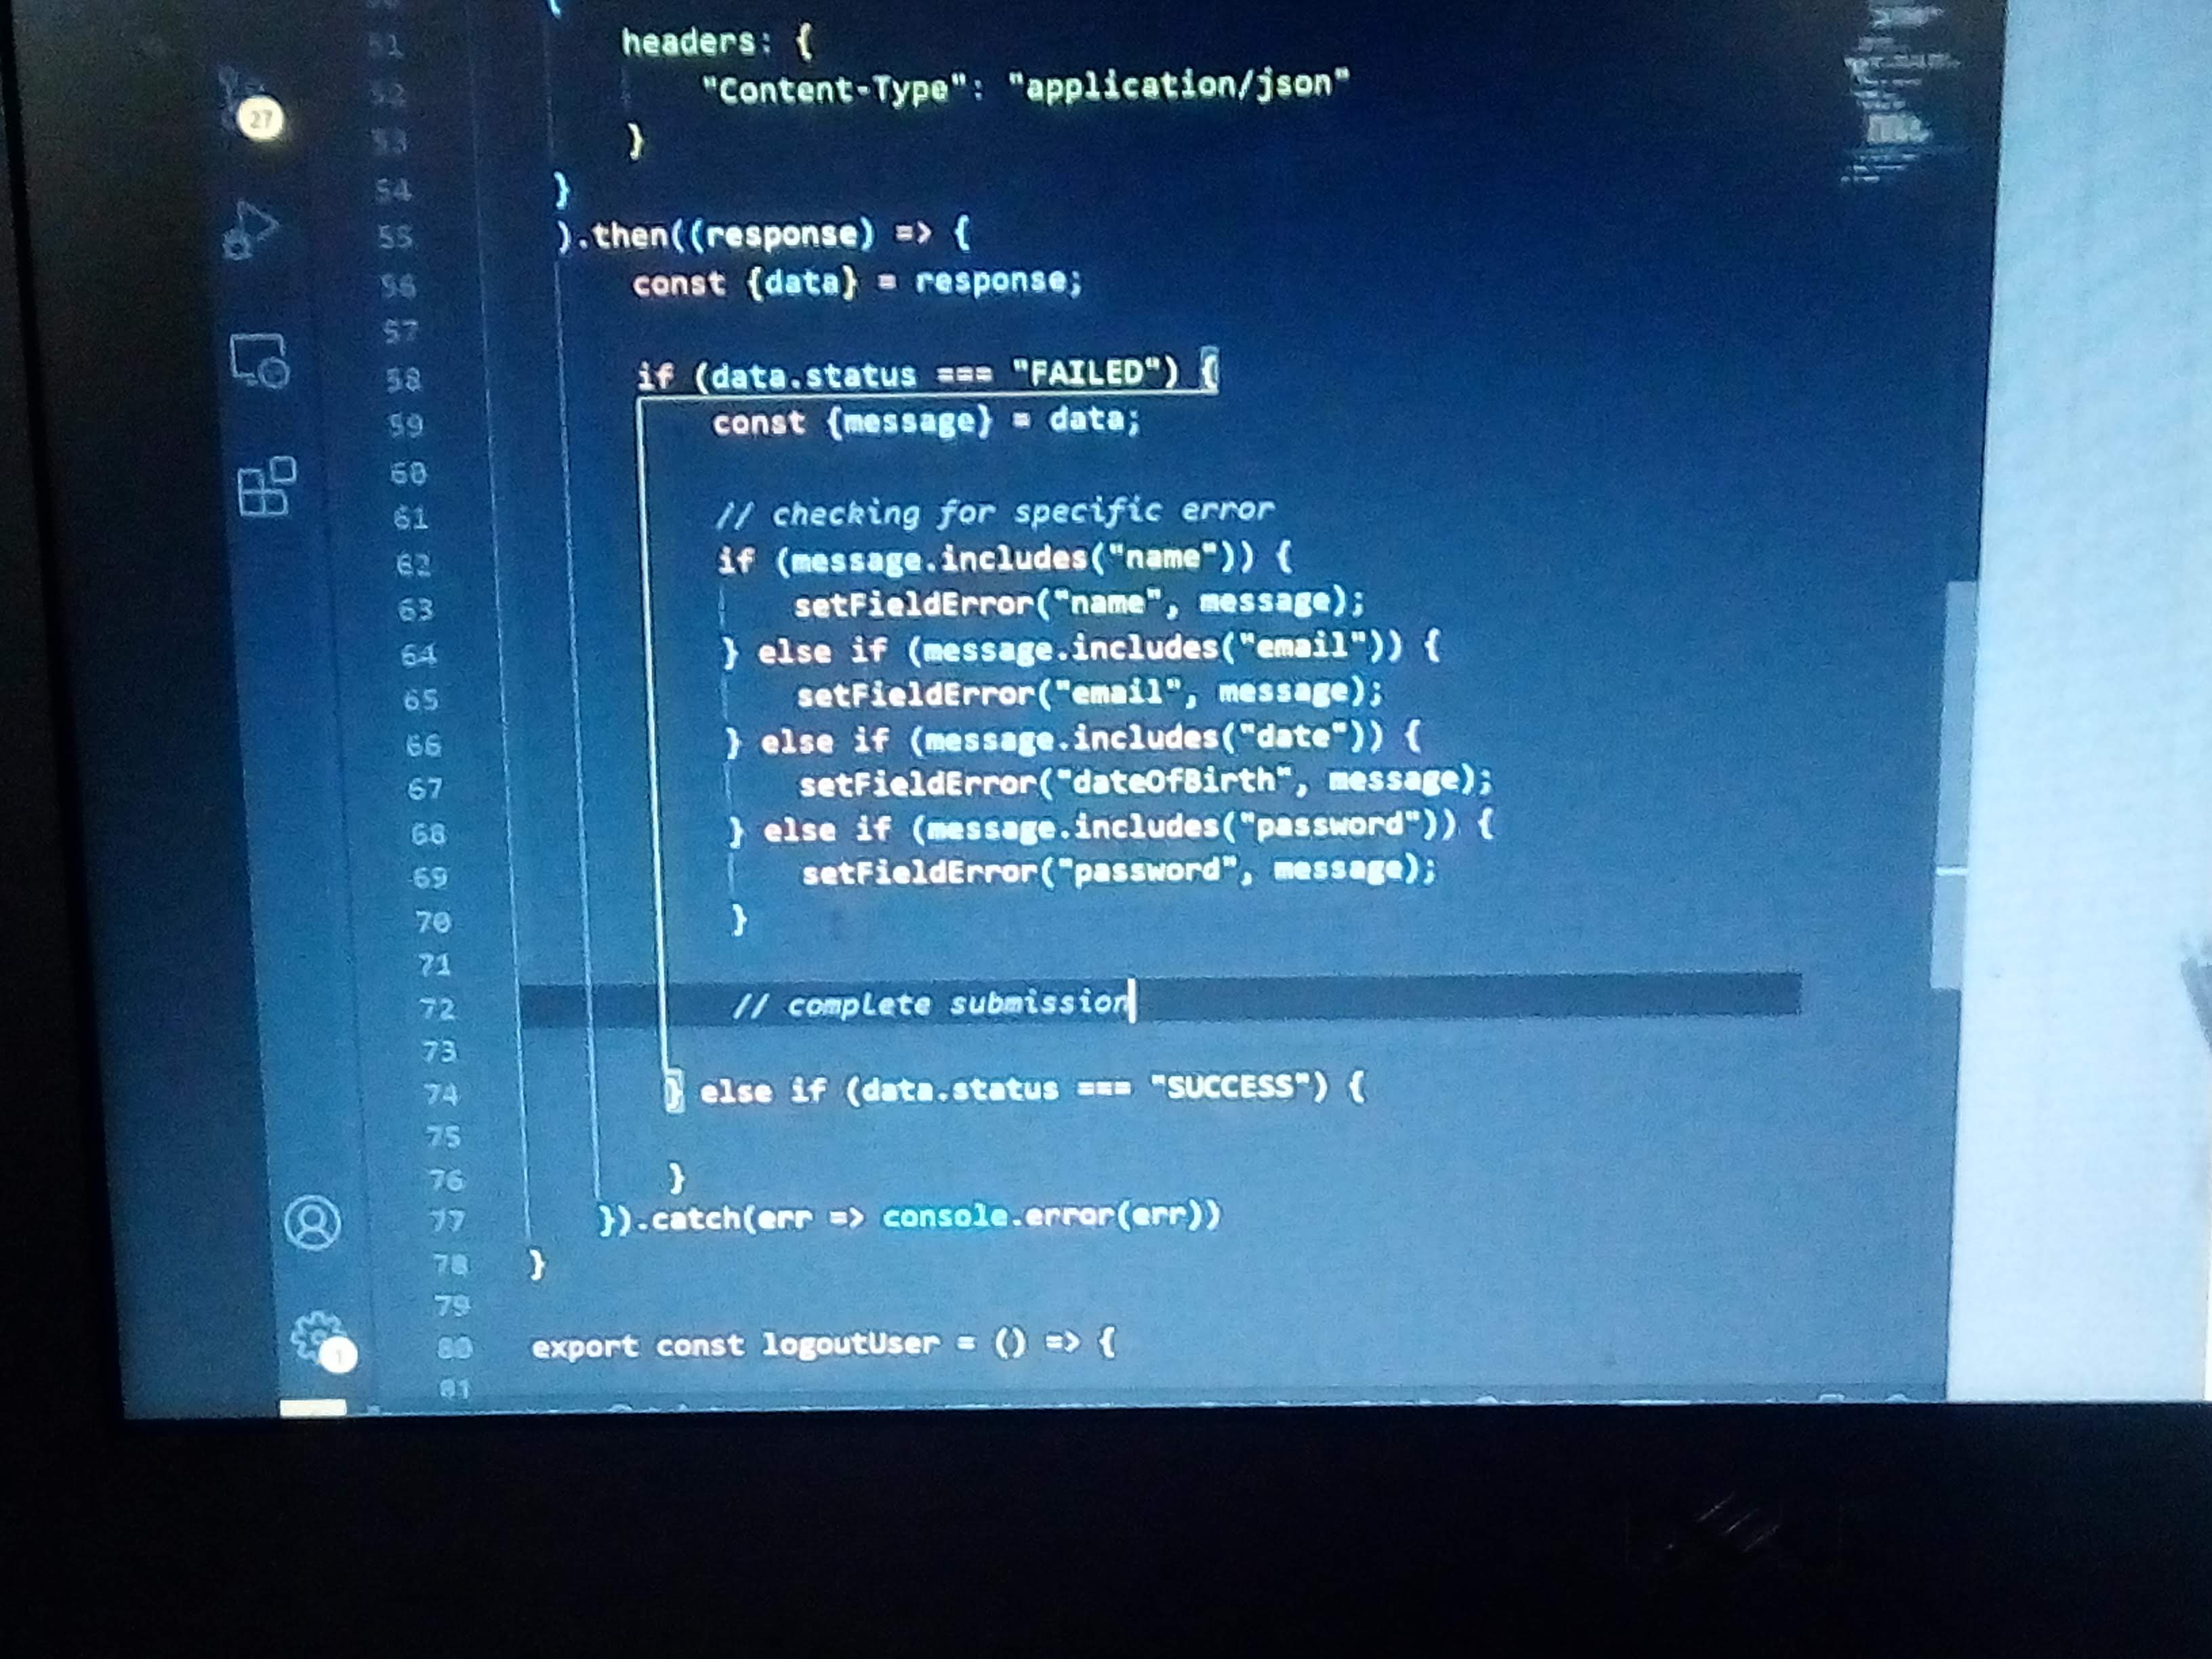 51 headers: {
27
52 "Content-Type": "application/json"
53 }
54 }
55 ).then((response) => {
56 const {data} = response;
57
58 if (data.status === "FAILED") {
59 const {message} = data;
60
61 // checking for specific error
62 if (message.includes("name")) {
63 setFieldError("name", message);
64 } else if (message.includes("email")) {
65 setFieldError("email", message);
66 } else if (message.includes("date")) {
67 setFieldError("dateOfBirth", message);
68 } else if (message.includes("password")) {
69 setFieldError("password", message);
70 }
71
72 // complete submission
73
74 } else if (data.status === "SUCCESS") {
75
76 }
77 }).catch(err => console.error(err))
78 }
79
80 export const logoutUser = () => {
1
81